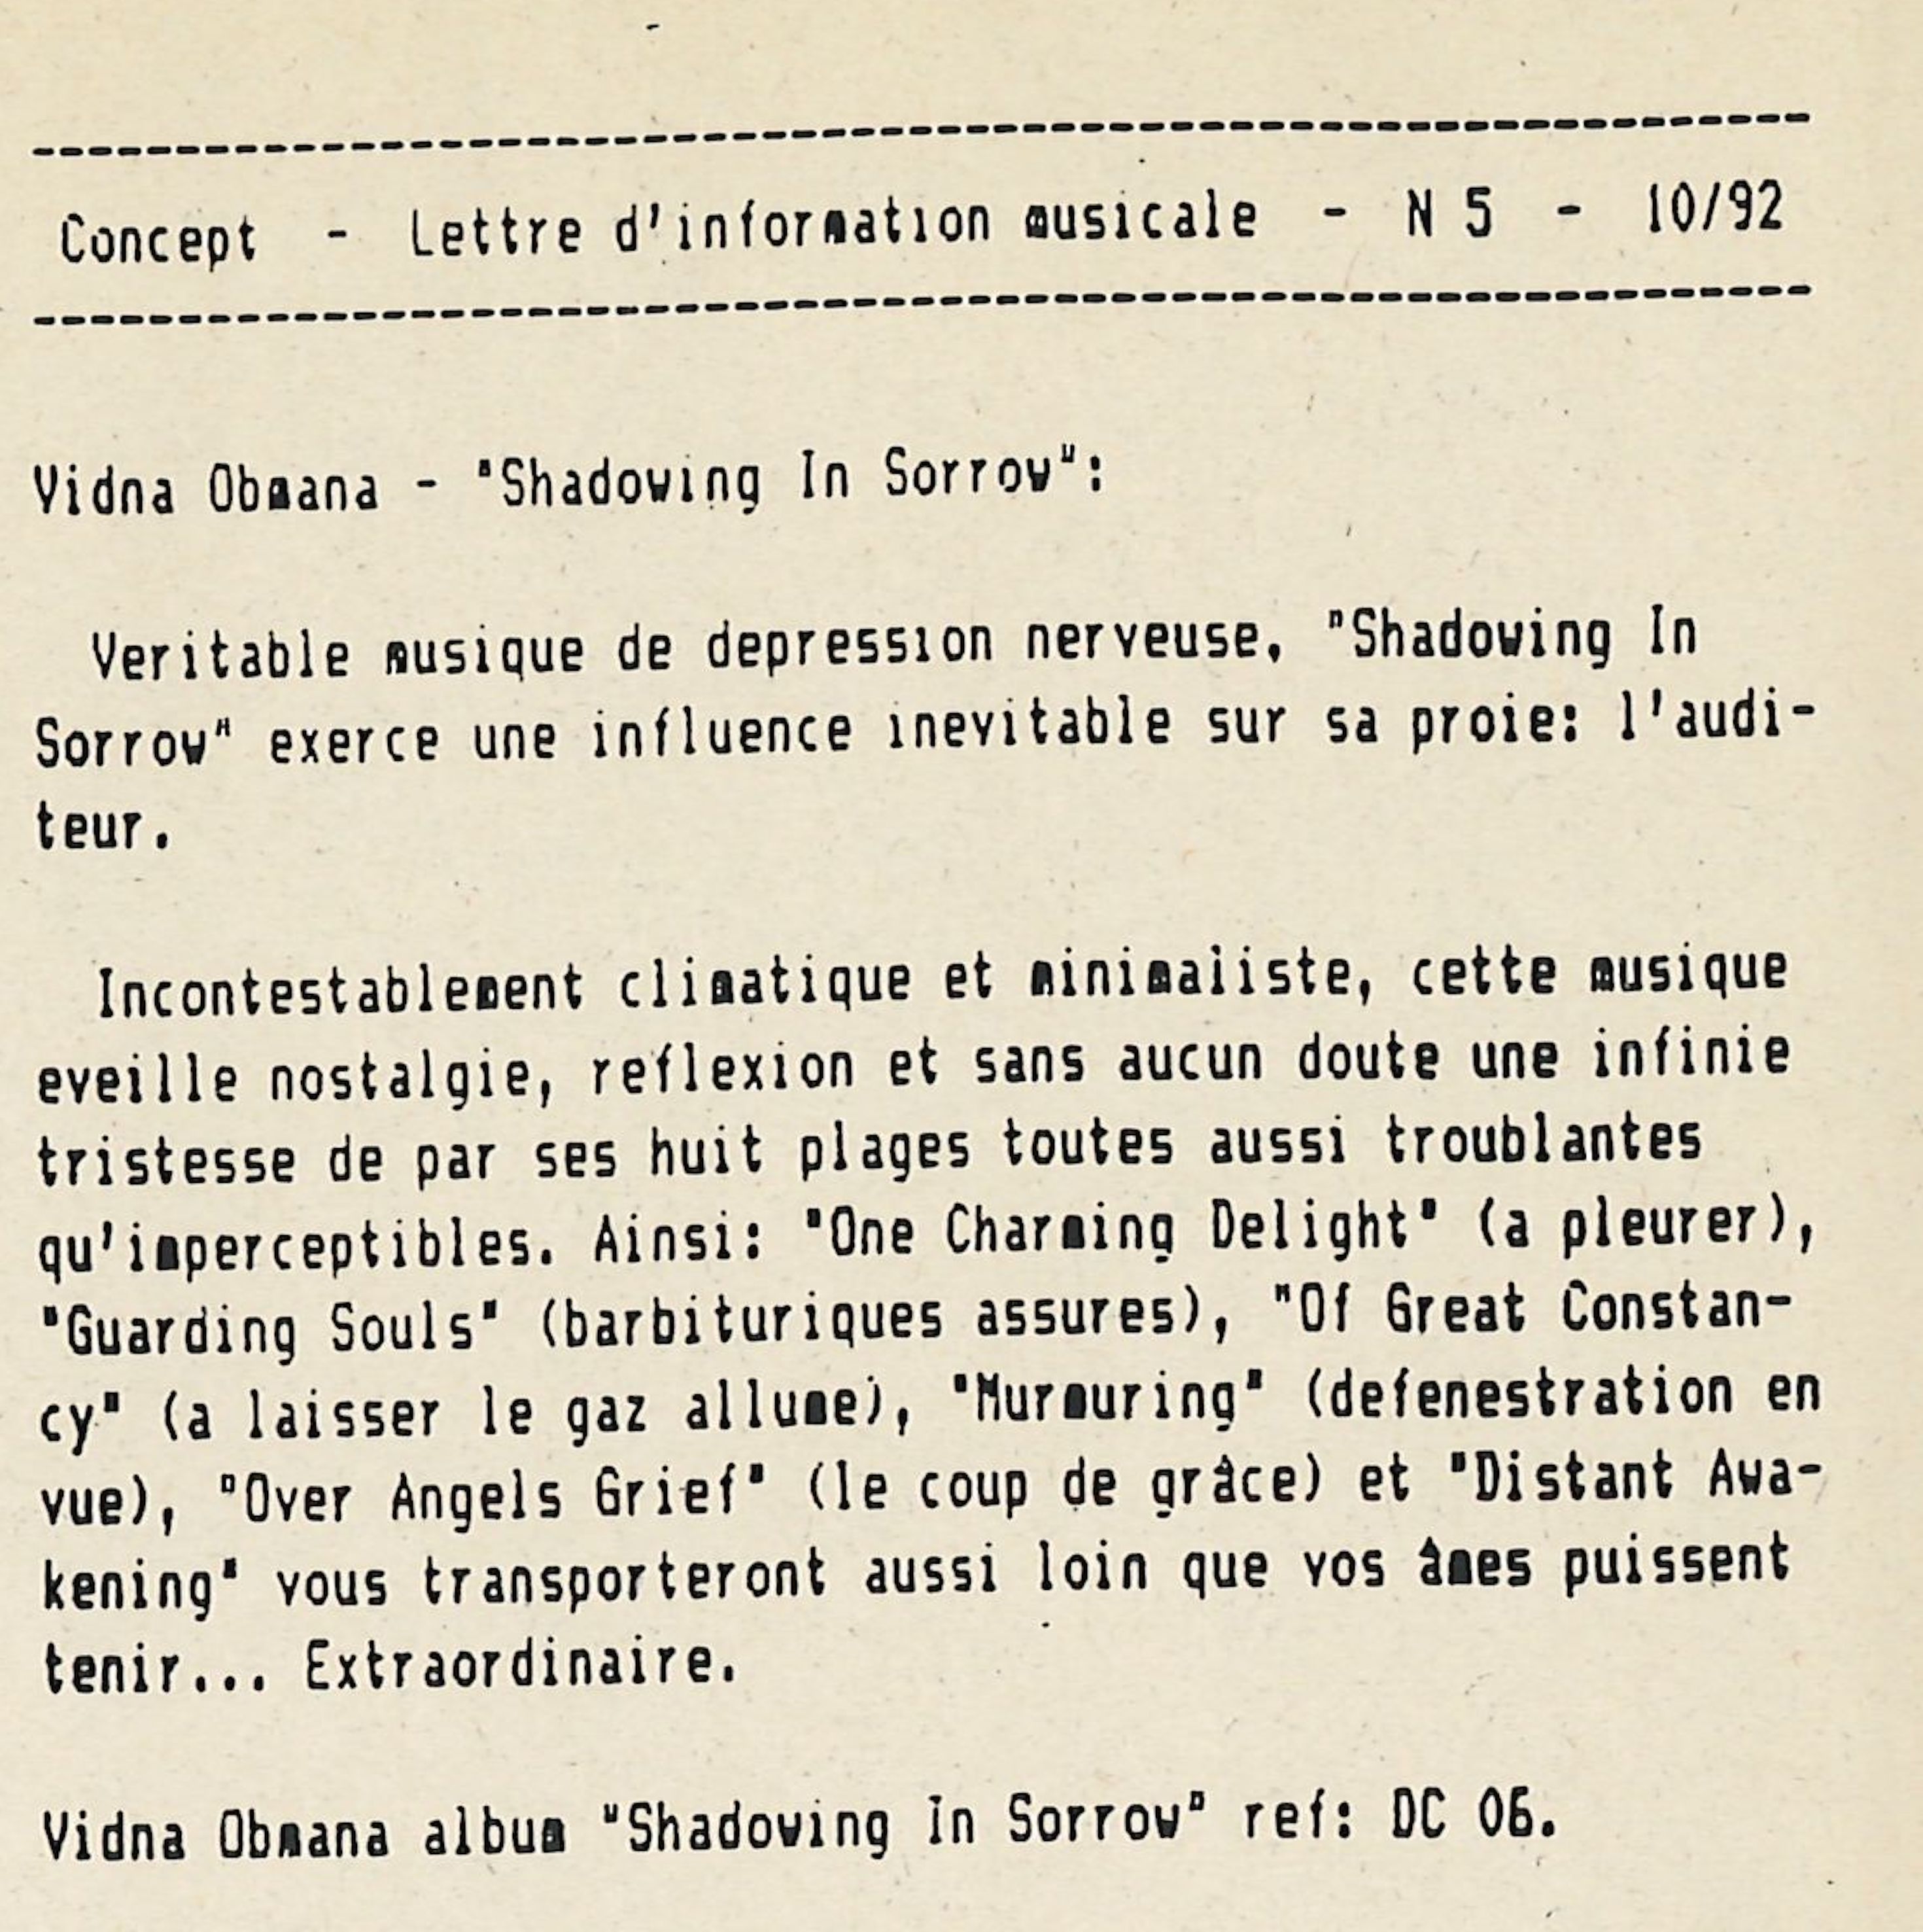 ------------------------------------------------------------
Concept - Lettre d'information musicale - N 5 - 10/92
------------------------------------------------------------
Vidna Obmana - "Shadowing In Sorrow":
Veritable musique de depression nerveuse, "Shadowing In
Sorrow" exerce une influence inevitable sur sa proie: l'audi-
teur.
Incontestablement climatique et minimaliste, cette musique
eveille nostalgie, reflexion et sans aucun doute une infinie
tristesse de par ses huit plages toutes aussi troublantes
qu'imperceptibles. Ainsi: "One Charming Delight" (a pleurer),
"Guarding Souls" (barbituriques assures), "Of Great Constan-
cy" (a laisser le gaz allume), "Murmuring" (defenestration en
vue), "Over Angels Grief" (le coup de grâce) et "Distant Awa-
kening" vous transporteront aussi loin que vos âmes puissent
tenir... Extraordinaire.
Vidna Obmana album "Shadowing In Sorrow" ref: DC 06.